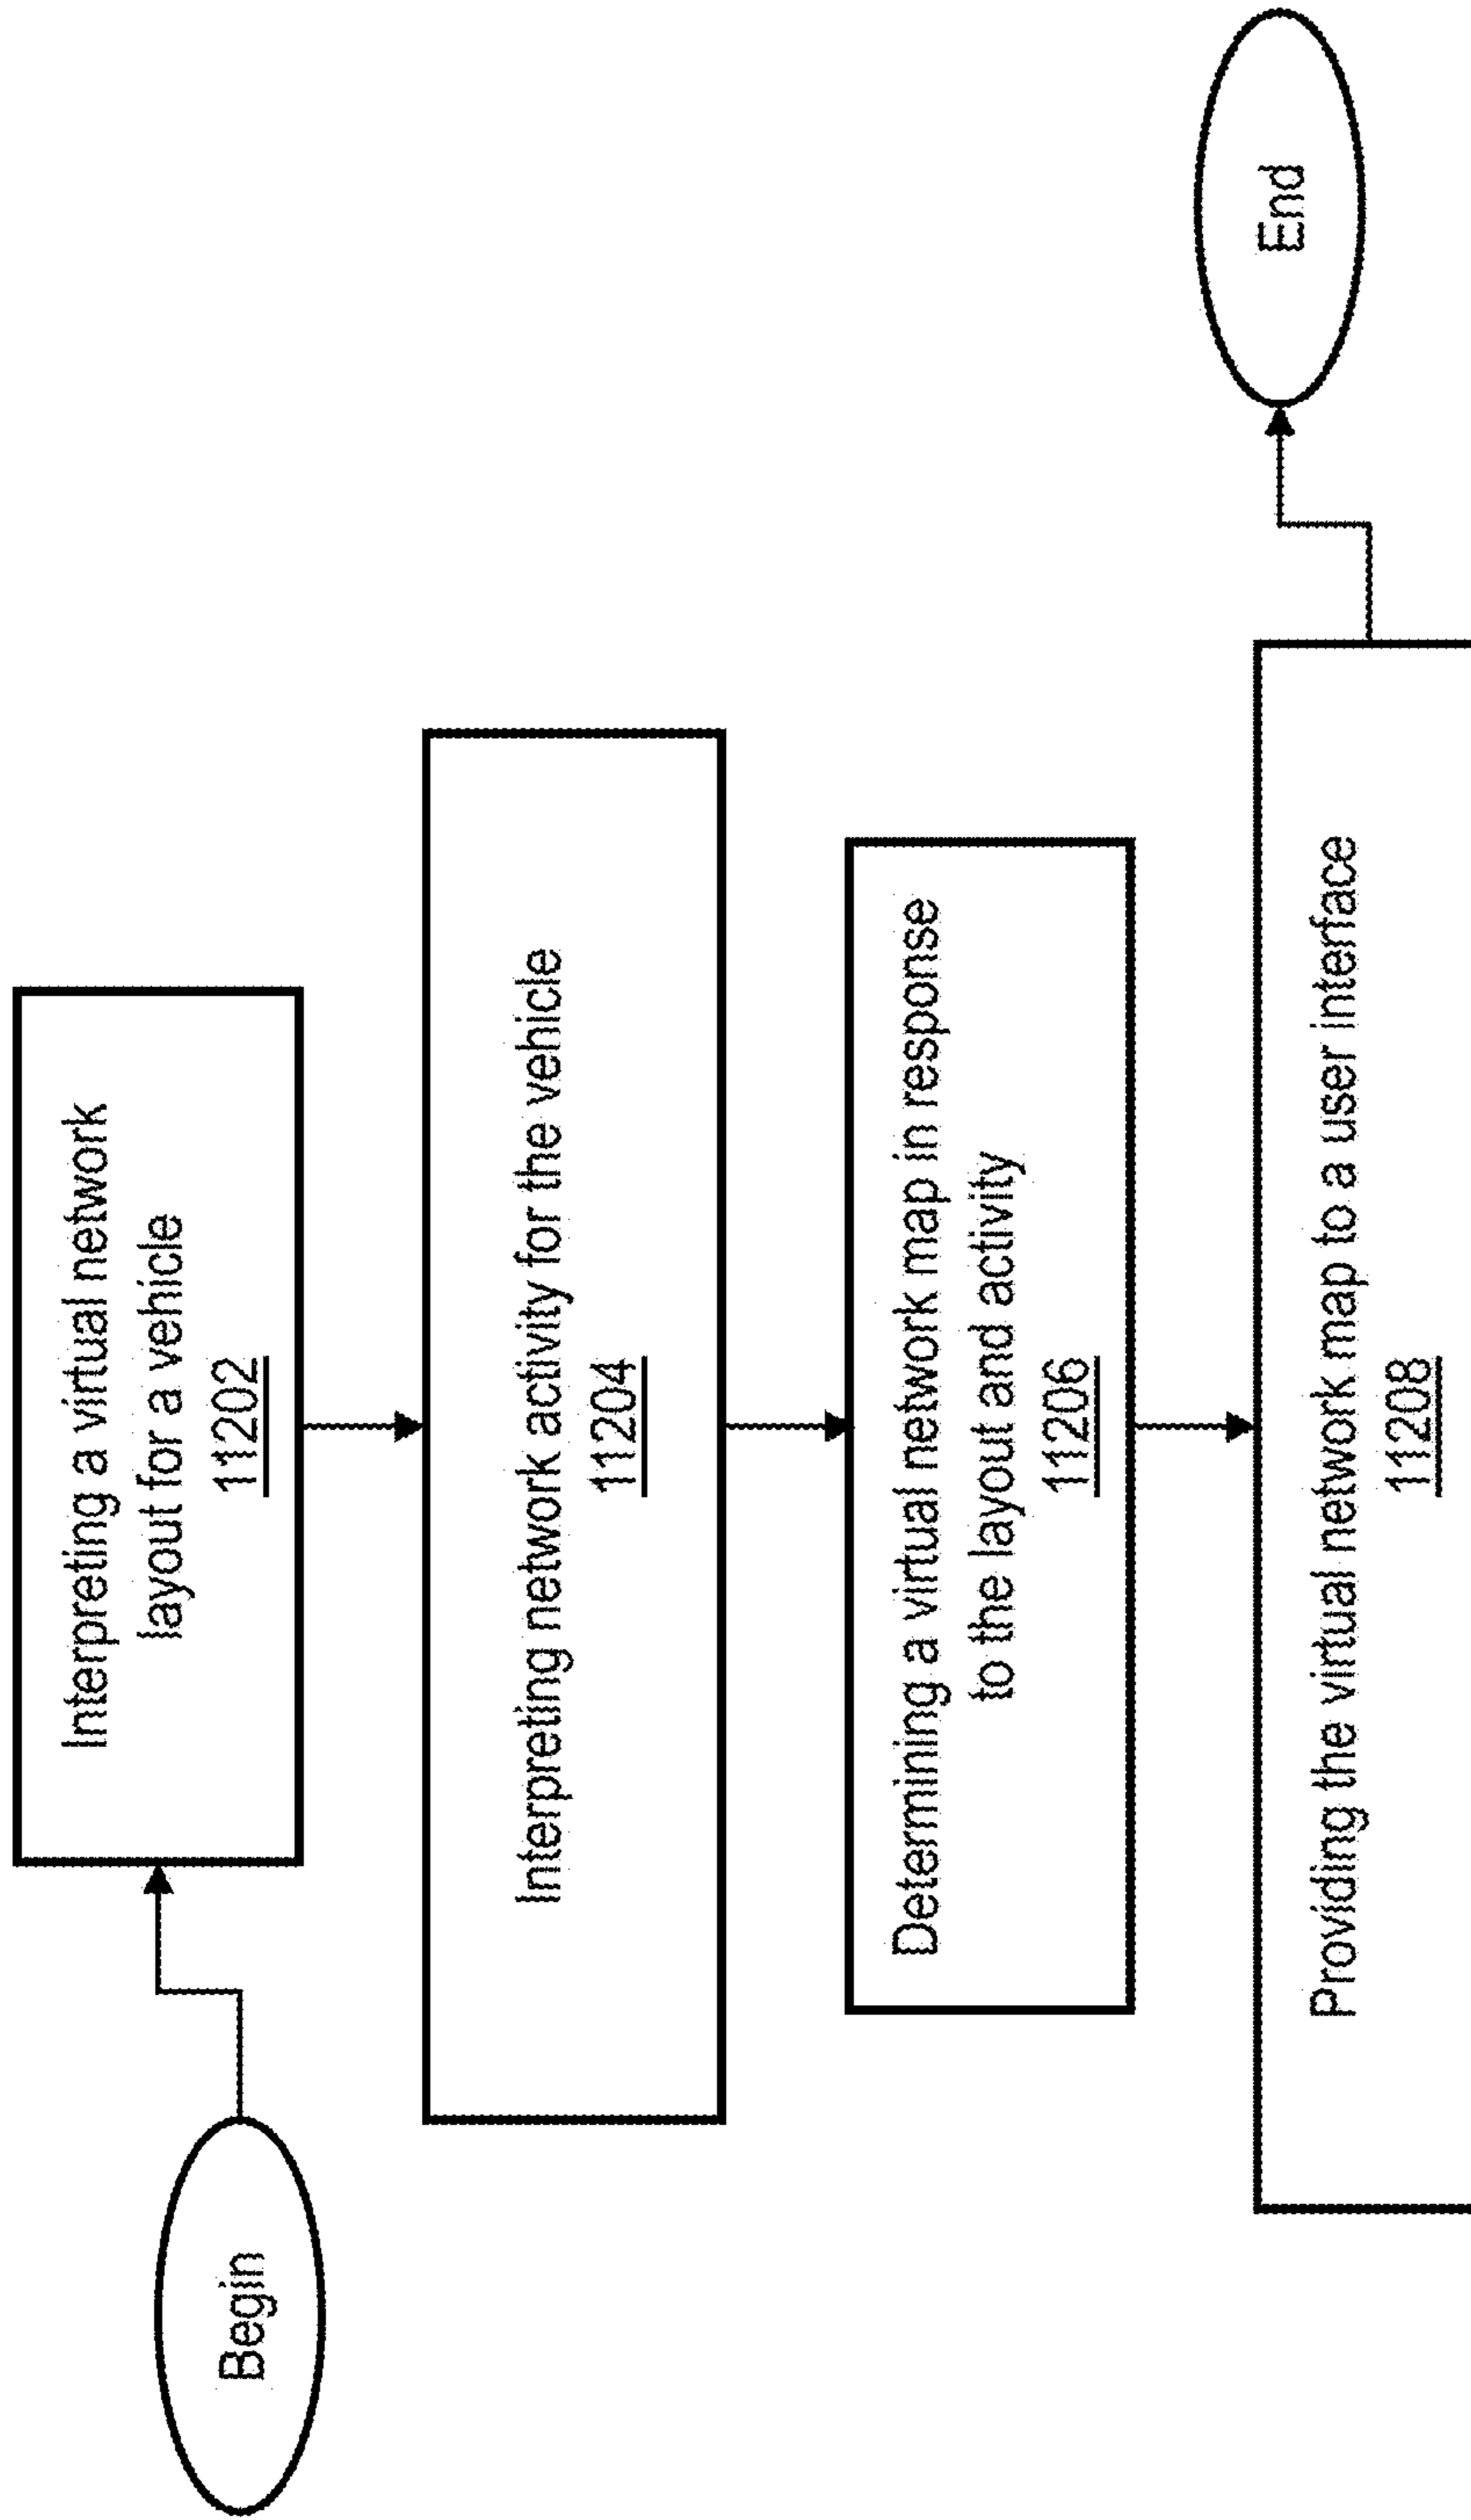 Begin
Interpreting a virtual network
layout for a vehicle
11202
Interpreting network activity for the vehicle
11204
Determining a virtual network map in response
to the layout and activity
11206
Providing the virtual network map to a user interface
11208
End